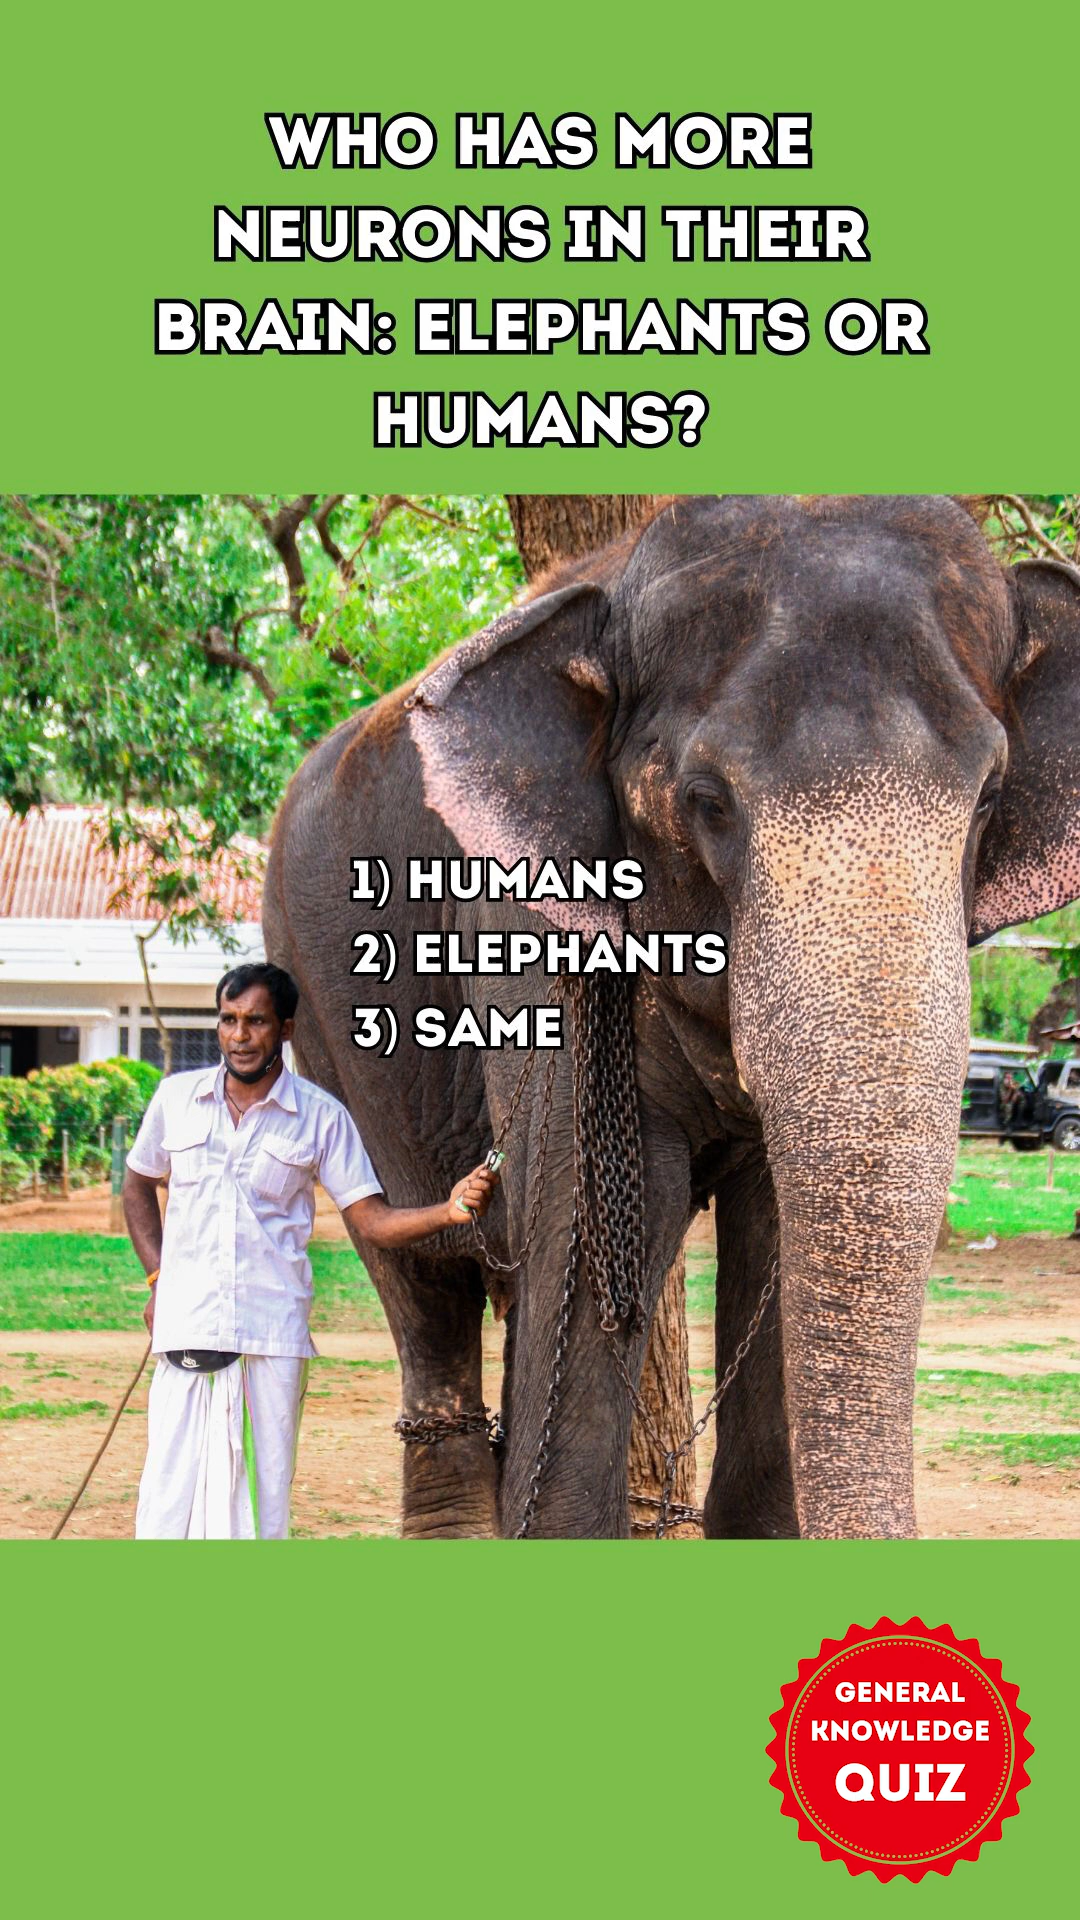 WHO HAS MORE
NEURONS IN THEIR
BRAIN: ELEPHANTS OR
HUMANS?
1) HUMANS
2) ELEPHANTS
3) SAME
GENERAL
KNOWLEDGE
QUIZ